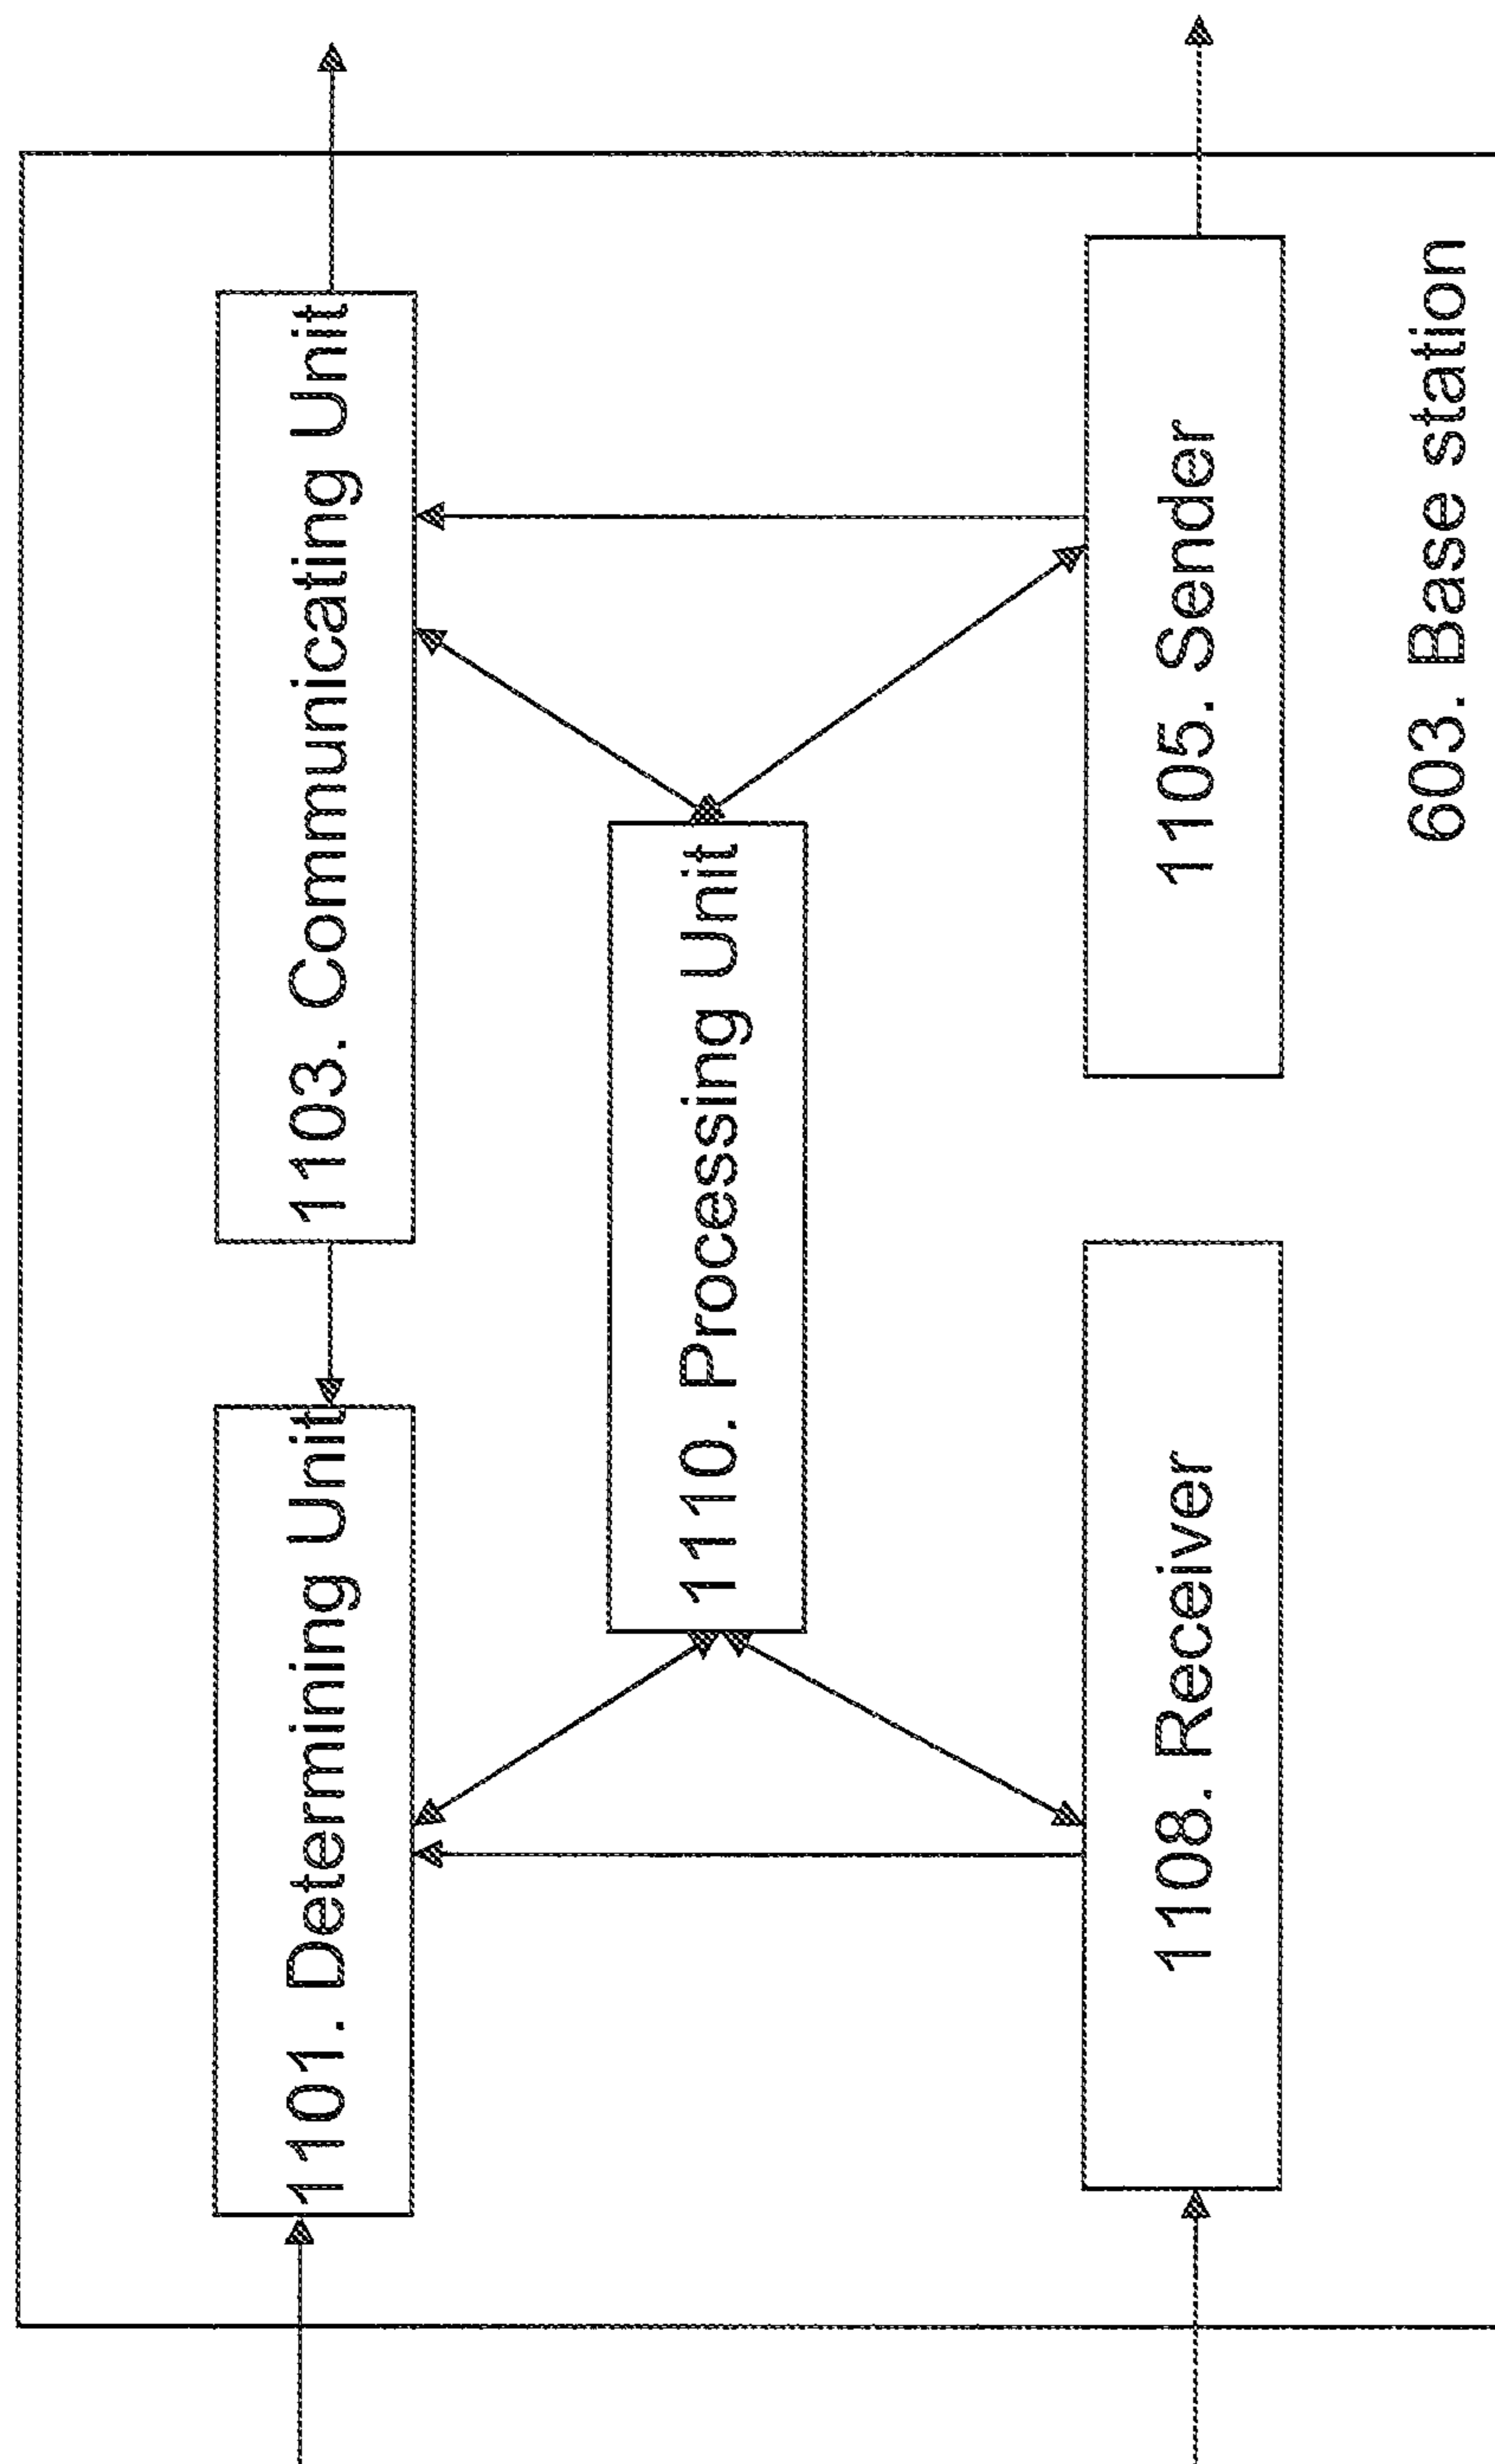 1101. Determining Unit
1103. Communicating Unit
1110. Processing Unit
1108. Receiver
1105. Sender
603. Base station